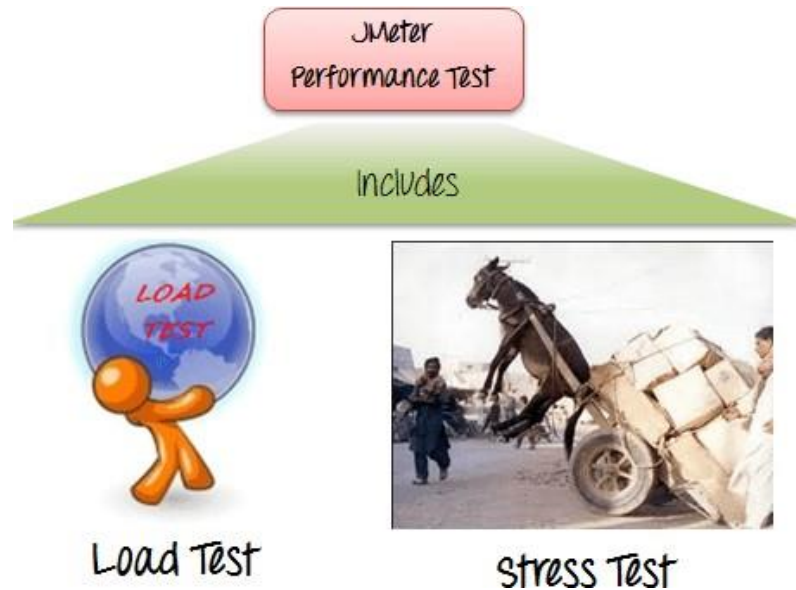 JMeter
Performance Test
Includes
LOAD
TEST
Load Test
Stress Test